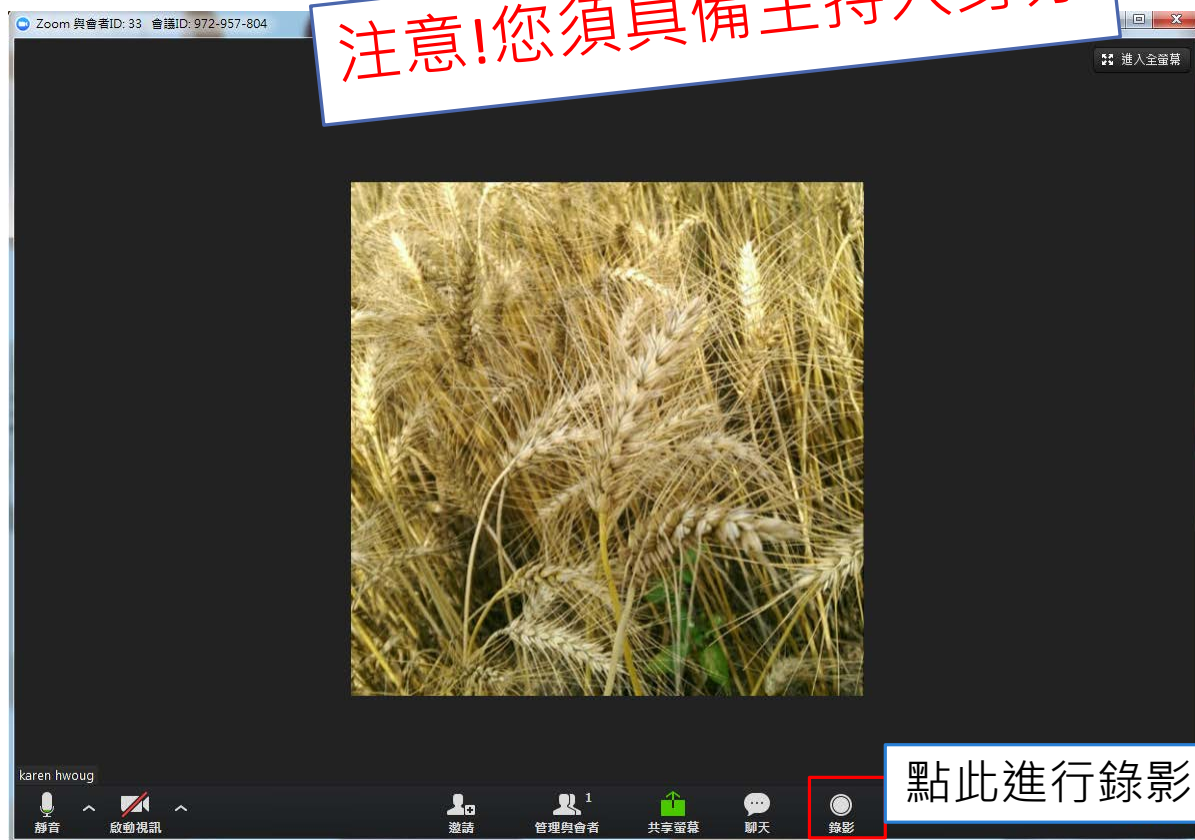 Zoom 與會者ID: 33 會議ID: 972-957-804
注意!您須具備主持人身分
進入全螢幕
karen hwoug
靜音
啟動視訊
邀請
管理與會者 1
共享螢幕
聊天
錄影
點此進行錄影